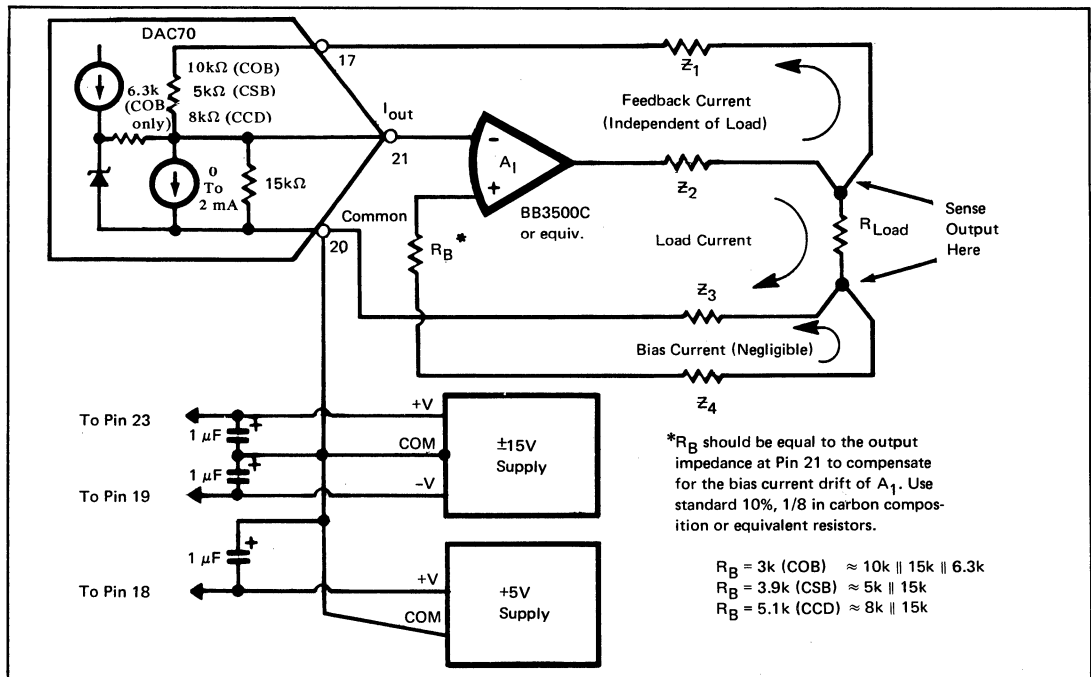 DAC70
17
10kΩ (COB)
5kΩ (CSB)
8kΩ (CCD)
6.3k
(COB
only)
0
To
2 mA
15kΩ
I out
21
Common
20
Z1
Feedback Current
(Independent of Load)
A1
-
+
BB3500C
or equiv.
Z2
RB *
Load Current
RLoad
Sense
Output
Here
Z3
Bias Current (Negligible)
Z4
To Pin 23
1 µF
+
+V
COM
±15V
Supply
1 µF
+
To Pin 19
–V
1 µF
+
To Pin 18
+V
+5V
Supply
COM
*RB should be equal to the output
impedance at Pin 21 to compensate
for the bias current drift of A1. Use
standard 10%, 1/8 in carbon compos-
ition or equivalent resistors.
RB = 3k (COB) ≈ 10k || 15k || 6.3k
RB = 3.9k (CSB) ≈ 5k || 15k
RB = 5.1k (CCD) ≈ 8k || 15k